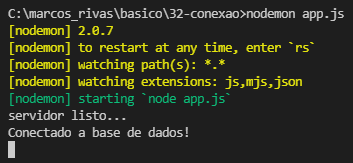 C:\marcos_rivas\basico\32-conexao>nodemon app.js
[nodemon] 2.0.7
[nodemon] to restart at any time, enter `rs`
[nodemon] watching path(s): *.*
[nodemon] watching extensions: js,mjs,json
[nodemon] starting `node app.js`
servidor listo...
Conectado a base de dados!